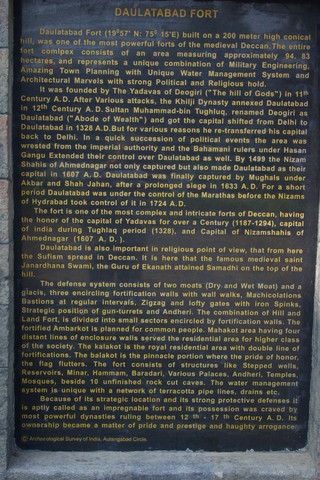 DAULATABAD FORT
Daulatabad Fort (19°57' N; 75° 15'E) built on a 200 meter high conical
hill, was one of the most powerful forts of the medieval Deccan.The entire
fort comlpex consists of an area measuring approximately 94. 83
hectares, and represents a unique combination of Military Engineering,
Amazing Town Planning with Unique Water Management System and
Architectural Marvels with strong Political and Religious hold.
It was founded by The Yadavas of Deogiri ("The hill of Gods") in 11th
Century A.D. After Various attacks, the Khilji Dynasty annexed Daulatabad
in 12th Century A.D. Sultan Muhammad-bin Tughluq, renamed Deogiri as
Daulatabad ("Abode of Wealth") and got the capital shifted from Delhi to
Daulatabad in 1328 A.D.But for various reasons he re-transferred his capital
back to Delhi. In a quick succession of political events the area was
wrested from the Imperial authority and the Bahamani rulers under Hasan
Gangu Extended their control over Daulatabad as well. By 1499 the Nizam
Shahis of Ahmednagar not only captured but also made Daulatabad as their
capital in 1607 A.D. Daulatabad was finally captured by Mughals under
Akbar and Shah Jahan, after a prolonged siege in 1633 A.D. For a short
period Daulatabad was under the control of the Marathas before the Nizams
of Hydrabad took control of it in 1724 A.D.
The fort is one of the most complex and intricate forts of Deccan, having
the honor of the capital of Yadavas for over a Century (1187-1294), capital
of india during Tughlaq period (1328), and Capital of Nizamshahis of
Ahmednagar (1607 A, D. ).
Daulatabad is also important in religious point of view, that from here
the Sufism spread in Deccan. It is here that the famous medieval saint
Janardhana Swami, the Guru of Ekanath attained Samadhi on the top of the
hill.
The defense system consists of two moats (Dry and Wet Moat) and a
glacis, three encircling fortification walls with wall walks, Machicolations
Bastions at regular intervals. Zigzag and lofty gates with iron Spinks,
Strategic position of gun-turrets and Andheri. The combination of Hill and
Land Fort, is divided into small sectors encircled by fortification walls. The
fortified Ambarkot is planned for common people. Mahakot area having four
distant lines of enclosure walls served the residential area for higher class
of the society. The kalakot is the royal residential area with double line of
fortifications. The balakot is the pinnacle portion where the pride of honor,
the flag flutters. The fort consists of structures like Stepped wells,
Reservoirs, Minar, Hammam, Baradari, Various Palaces, Andheri, Temples,
Mosques, beside 10 unfinished rock cut caves. The water management
system is unique with a network of terracotta pipe lines, drains etc.
Because of its strategic location and its strong protective defenses it
is aptly called as an impregnable fort and its possession was craved by
most powerful dynasties ruling between 12 th - 17 th Century A. D. Its
ownership became a matter of pride and prestige and haughty arrogance.
© Archaeological Survey of India, Aurangabad Circle.